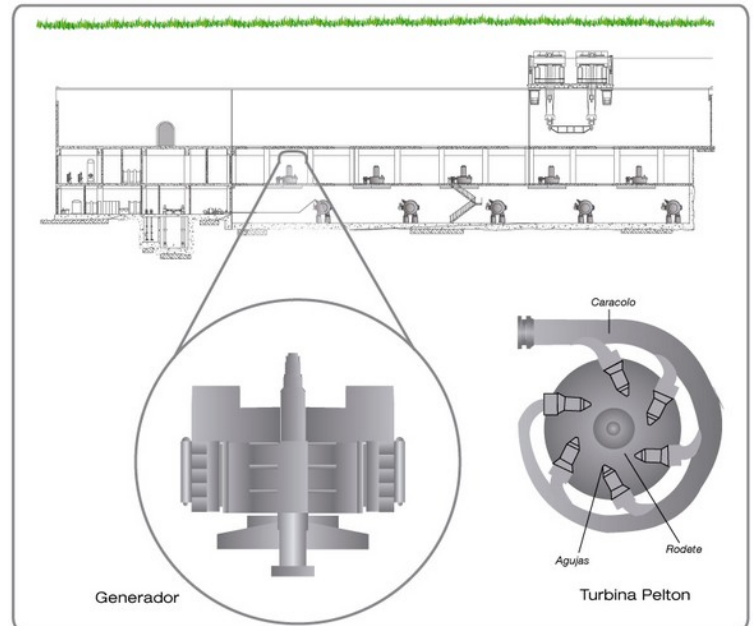 Caracolo
Agujas
Rodete
Generador
Turbina Pelton